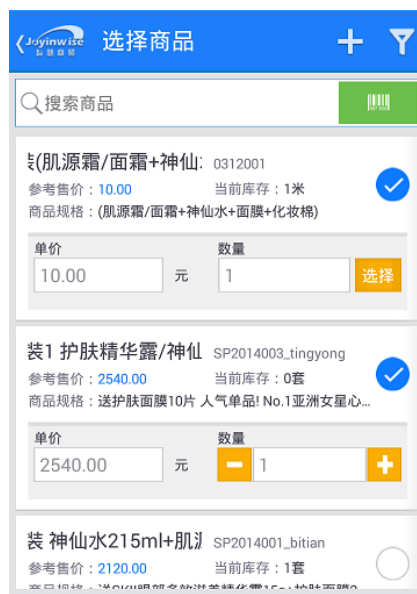 Joyinwise 选择商品
搜索商品
装(肌源霜/面霜+神仙 0312001
参考售价：10.00 当前库存：1米
商品规格：(肌源霜/面霜+神仙水+面膜+化妆棉)
单价 数量
10.00 元 1 选择
装1 护肤精华露/神仙 SP2014003_tingyong
参考售价：2540.00 当前库存：0套
商品规格：送护肤面膜10片 人气单品! No.1亚洲女星心...
单价 数量
2540.00 元 1
装 神仙水215ml+肌源 SP2014001_bitian
参考售价：2120.00 当前库存：1套